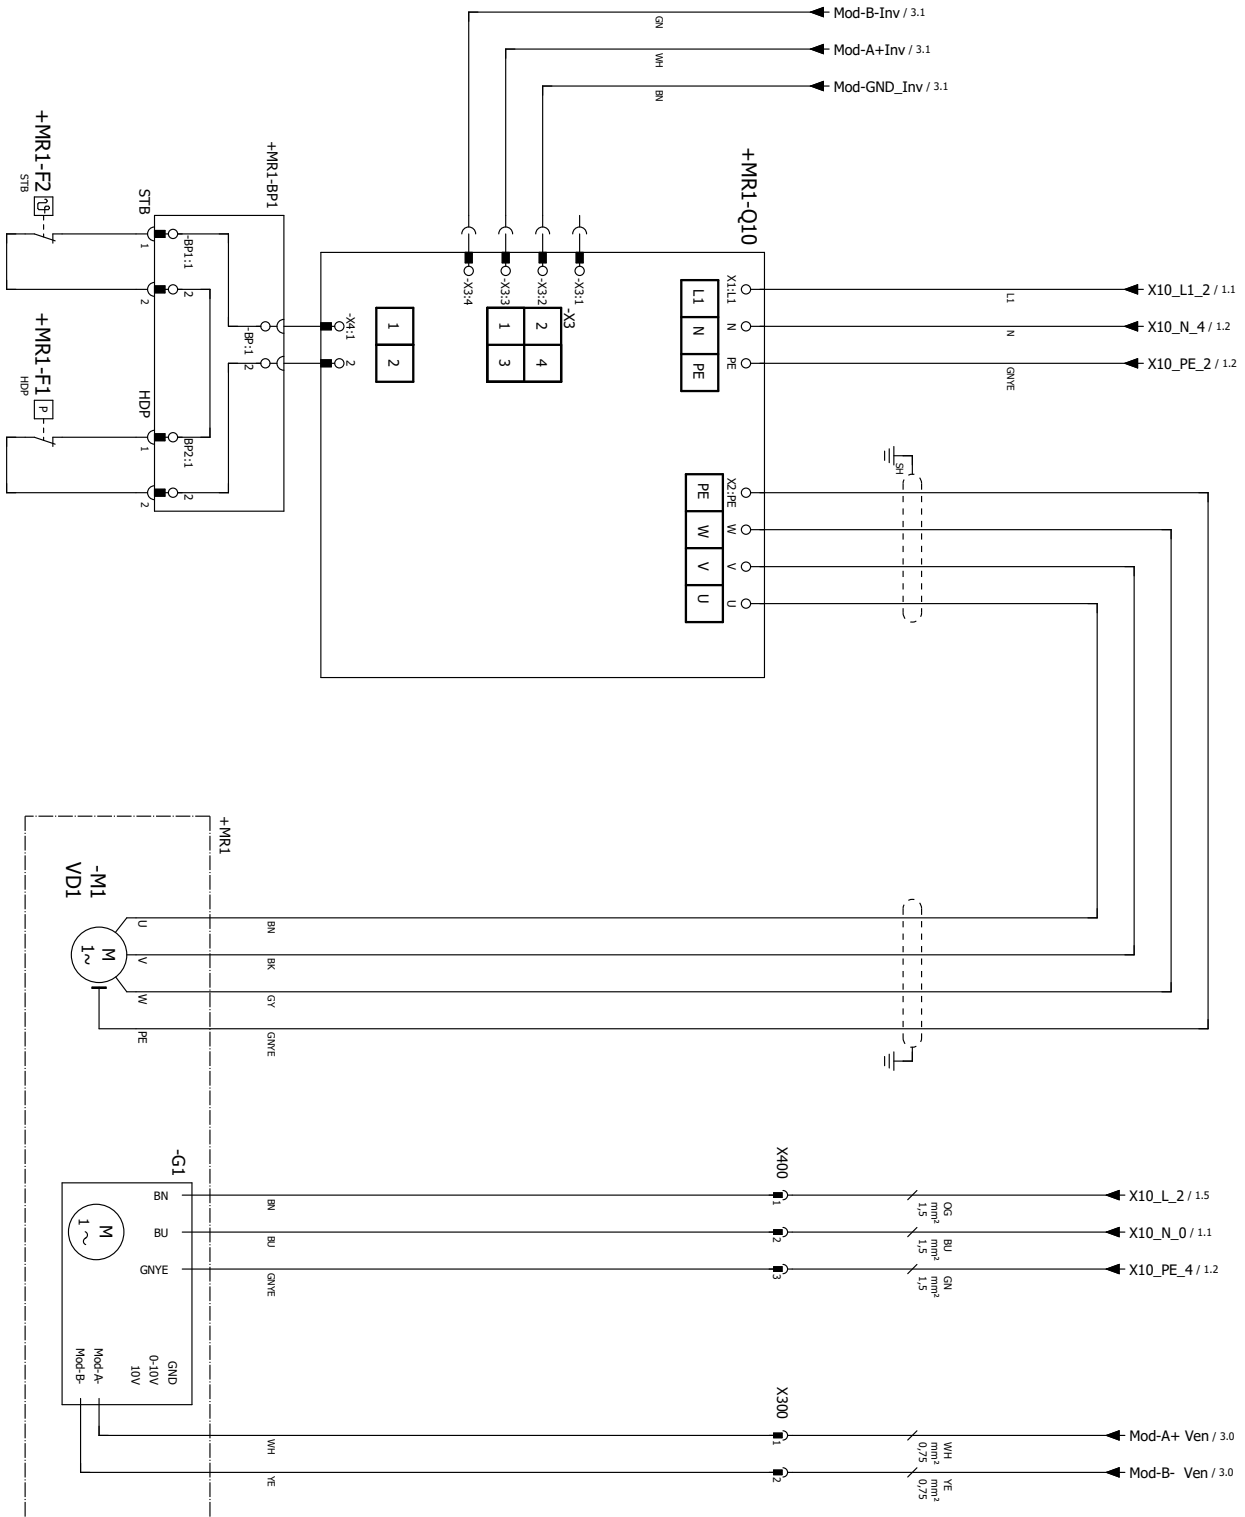 Mod-B-Inv / 3.1
GN
Mod-A+Inv / 3.1
WH
Mod-GND_Inv / 3.1
BN
+MR1-F2
STB
STB
+MR1-BP1
+MR1-Q10
-BP1:1
1
2
2
+MR1-F1
HDP
P
HDP
BP2:1
1
2
2
-BP:1
2
-X4:1
2
1
2
-X3:4
-X3:3
-X3:2
-X3:1
-X3
1
2
3
4
X1:L1
N
PE
L1
N
PE
L1
X10_L1_2 / 1.1
N
X10_N_4 / 1.2
GNYE
X10_PE_2 / 1.2
SH
X2:PE
W
V
U
PE
W
V
U
+MR1
-M1
VD1
M
1~
U
BN
V
BK
W
GY
PE
GNYE
-G1
M
1~
BN
BU
GNYE
GND
0-10V
10V
Mod-A-
Mod-B-
X400
BN
1
OG
mm²
1,5
X10_L_2 / 1.5
BU
2
BU
mm²
1,5
X10_N_0 / 1.1
GNYE
3
GN
mm²
1,5
X10_PE_4 / 1.2
X300
WH
1
WH
mm²
0,75
Mod-A+ Ven / 3.0
YE
2
YE
mm²
0,75
Mod-B- Ven / 3.0